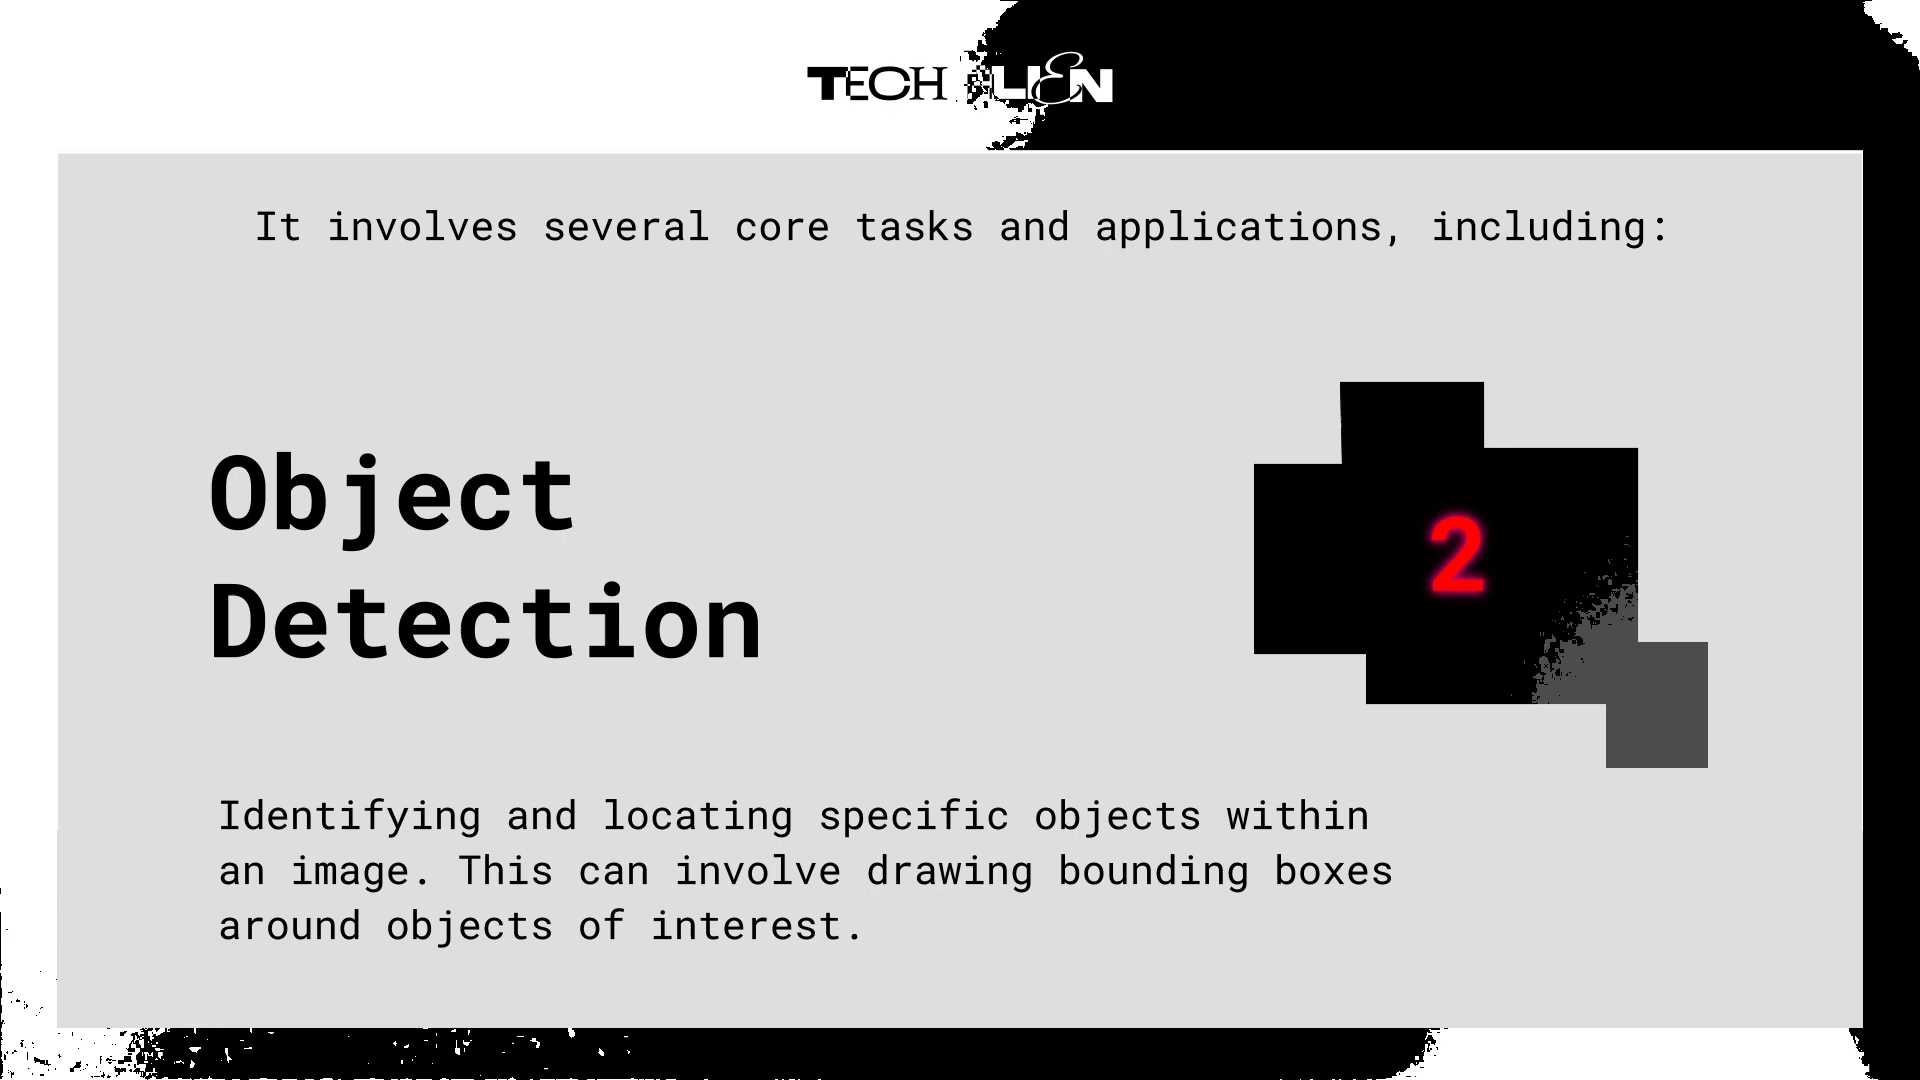 TECH ALIEN
It involves several core tasks and applications, including:
Object
Detection
2
Identifying and locating specific objects within
an image. This can involve drawing bounding boxes
around objects of interest.